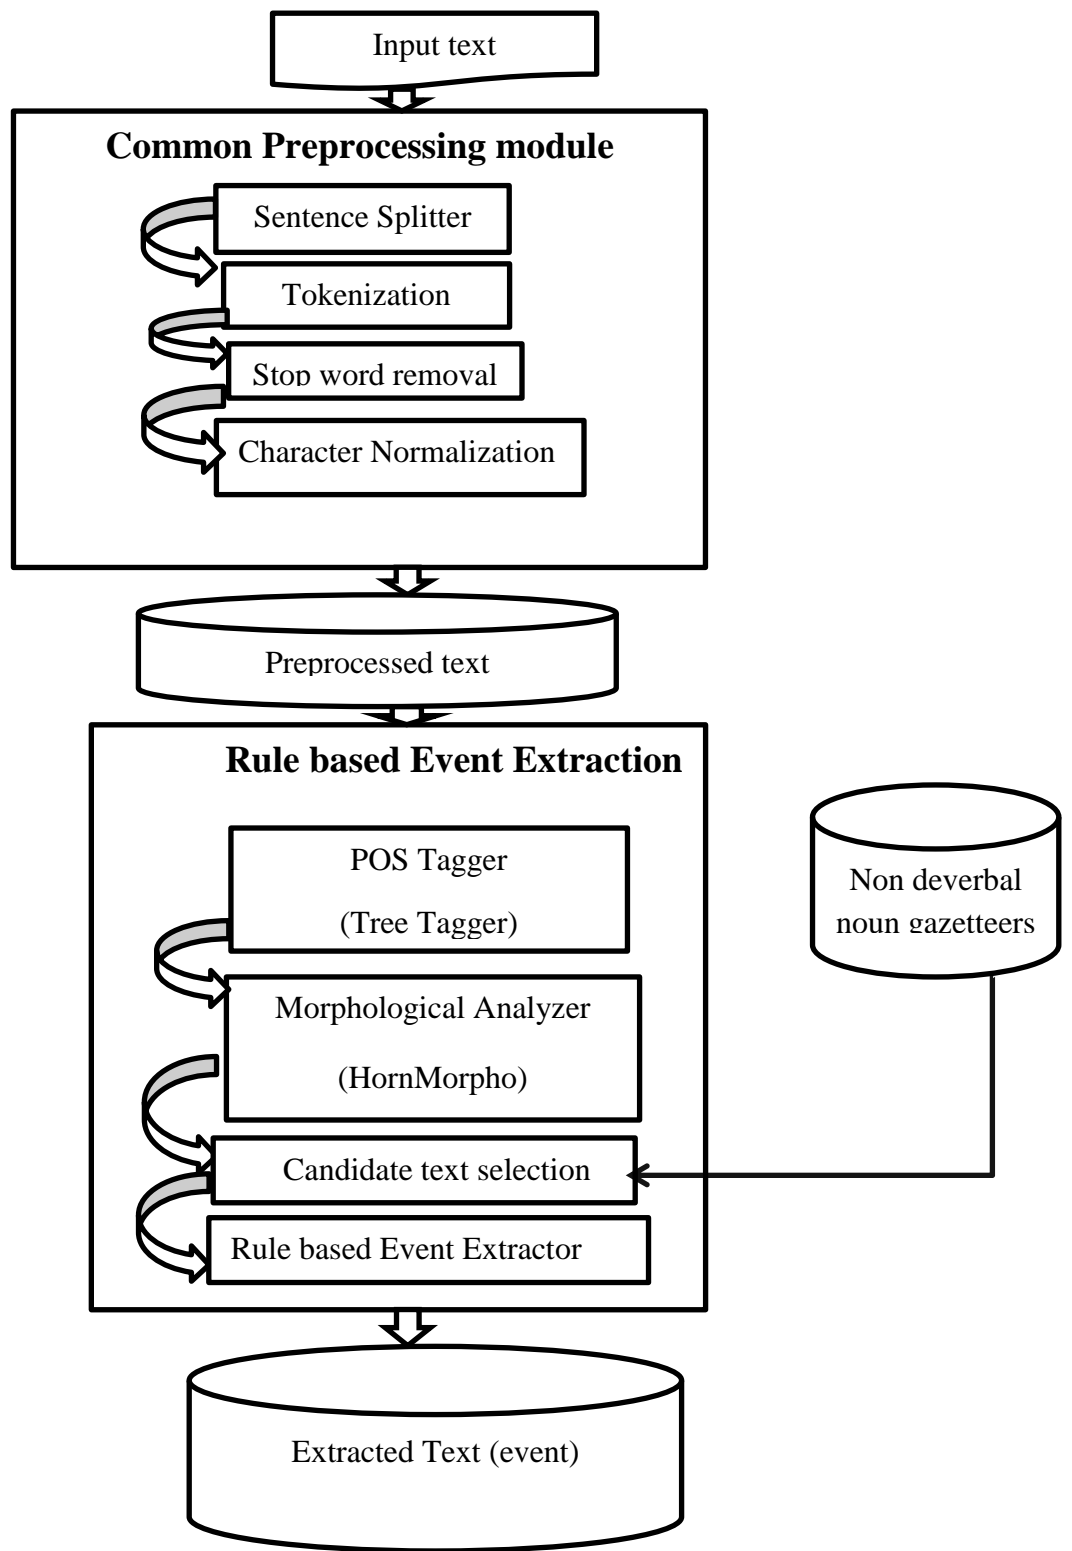 Input text
Common Preprocessing module
Sentence Splitter
Tokenization
Stop word removal
Character Normalization
Preprocessed text
Rule based Event Extraction
POS Tagger
(Tree Tagger)
Morphological Analyzer
(HornMorpho)
Candidate text selection
Rule based Event Extractor
Non deverbal
noun gazetteers
Extracted Text (event)